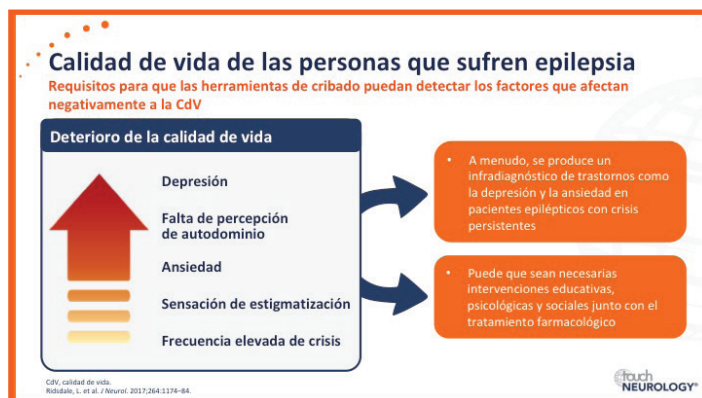 Calidad de vida de las personas que sufren epilepsia
Requisitos para que las herramientas de cribado puedan detectar los factores que afectan
negativamente a la CdV
Deterioro de la calidad de vida
Depresión
Falta de percepción
de autodominio
Ansiedad
Sensación de estigmatización
Frecuencia elevada de crisis
• A menudo, se produce un
infradiagnóstico de trastornos como
la depresión y la ansiedad en
pacientes epilépticos con crisis
persistentes
• Puede que sean necesarias
intervenciones educativas,
psicológicas y sociales junto con el
tratamiento farmacológico
CdV, calidad de vida.
Ridsdale, L. et al. J Neurol. 2017;264:1174–84.
touch
NEUROLOGY®